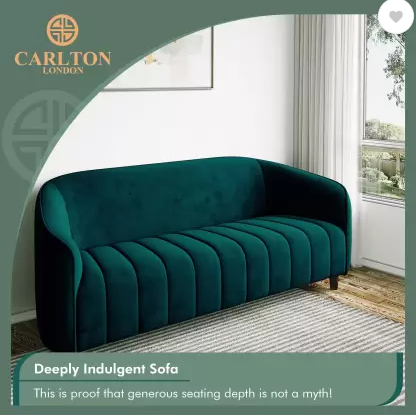 CARLTON
LONDON
Deeply Indulgent Sofa
This is proof that generous seating depth is not a myth!